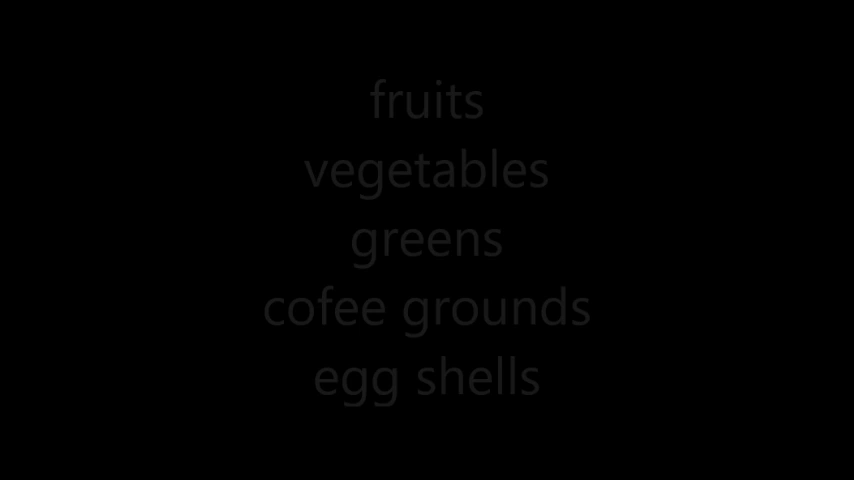 fruits
vegetables
greens
cofee grounds
egg shells